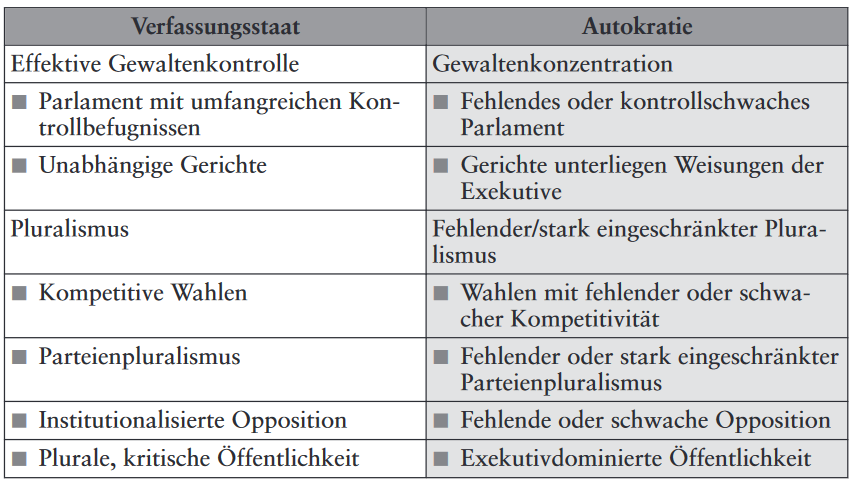 Verfassungsstaat Autokratie
Effektive Gewaltenkontrolle Gewaltenkonzentration
■ Parlament mit umfangreichen Kon- ■ Fehlendes oder kontrollschwaches
trollbefugnissen Parlament
■ Unabhängige Gerichte ■ Gerichte unterliegen Weisungen der
Exekutive
Pluralismus Fehlender/stark eingeschränkter Plura-
lismus
■ Kompetitive Wahlen ■ Wahlen mit fehlender oder schwa-
cher Kompetitivität
■ Parteienpluralismus ■ Fehlender oder stark eingeschränkter
Parteienpluralismus
■ Institutionalisierte Opposition ■ Fehlende oder schwache Opposition
■ Plurale, kritische Öffentlichkeit ■ Exekutivdominierte Öffentlichkeit